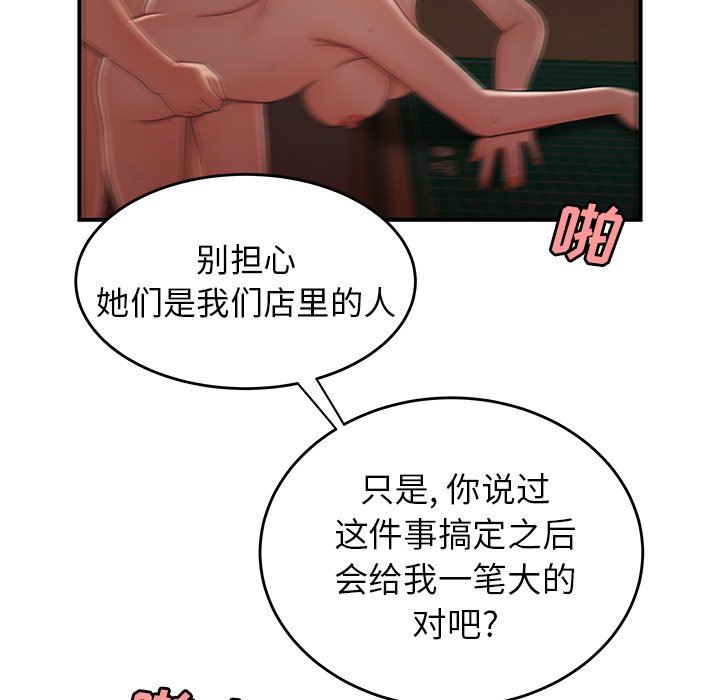 啪
别担心
她们是我们店里的人
只是,你说过
这件事搞定之后
会给我一笔大的
对吧?